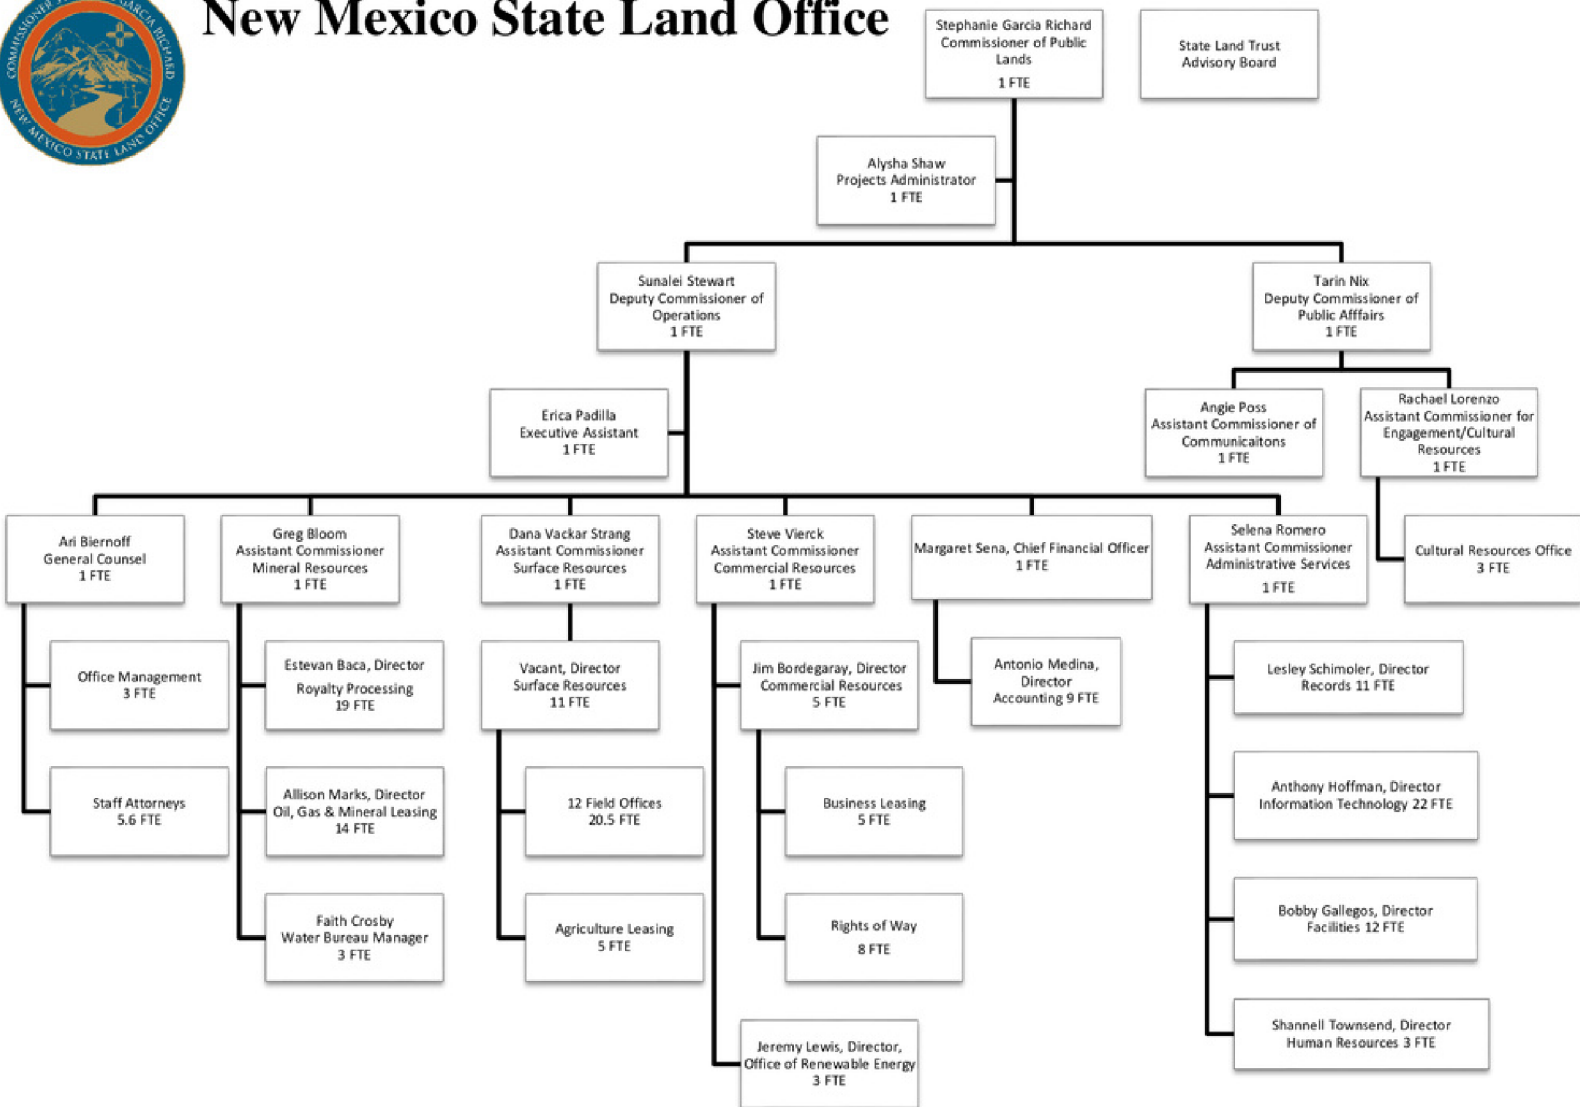 New Mexico State Land Office
NEW MEXICO STATE LAND OFFICE
Stephanie Garcia Richard
Commissioner of Public
Lands
1 FTE
State Land Trust
Advisory Board
Alysha Shaw
Projects Administrator
1 FTE
Sunalei Stewart
Deputy Commissioner of
Operations
1 FTE
Tarin Nix
Deputy Commissioner of
Public Afffairs
1 FTE
Erica Padilla
Executive Assistant
1 FTE
Angie Poss
Assistant Commissioner of
Communicaitons
1 FTE
Rachael Lorenzo
Assistant Commissioner for
Engagement/Cultural
Resources
1 FTE
Ari Biernoff
General Counsel
1 FTE
Greg Bloom
Assistant Commissioner
Mineral Resources
1 FTE
Dana Vackar Strang
Assistant Commissioner
Surface Resources
1 FTE
Steve Vierck
Assistant Commissioner
Commercial Resources
1 FTE
Margaret Sena, Chief Financial Officer
1 FTE
Selena Romero
Assistant Commissioner
Administrative Services
1 FTE
Cultural Resources Office
3 FTE
Office Management
3 FTE
Estevan Baca, Director
Royalty Processing
19 FTE
Vacant, Director
Surface Resources
11 FTE
Jim Bordegaray, Director
Commercial Resources
5 FTE
Antonio Medina,
Director
Accounting 9 FTE
Lesley Schimoler, Director
Records 11 FTE
Staff Attorneys
5.6 FTE
Allison Marks, Director
Oil, Gas & Mineral Leasing
14 FTE
12 Field Offices
20.5 FTE
Business Leasing
5 FTE
Anthony Hoffman, Director
Information Technology 22 FTE
Faith Crosby
Water Bureau Manager
3 FTE
Agriculture Leasing
5 FTE
Rights of Way
8 FTE
Bobby Gallegos, Director
Facilities 12 FTE
Jeremy Lewis, Director,
Office of Renewable Energy
3 FTE
Shannell Townsend, Director
Human Resources 3 FTE